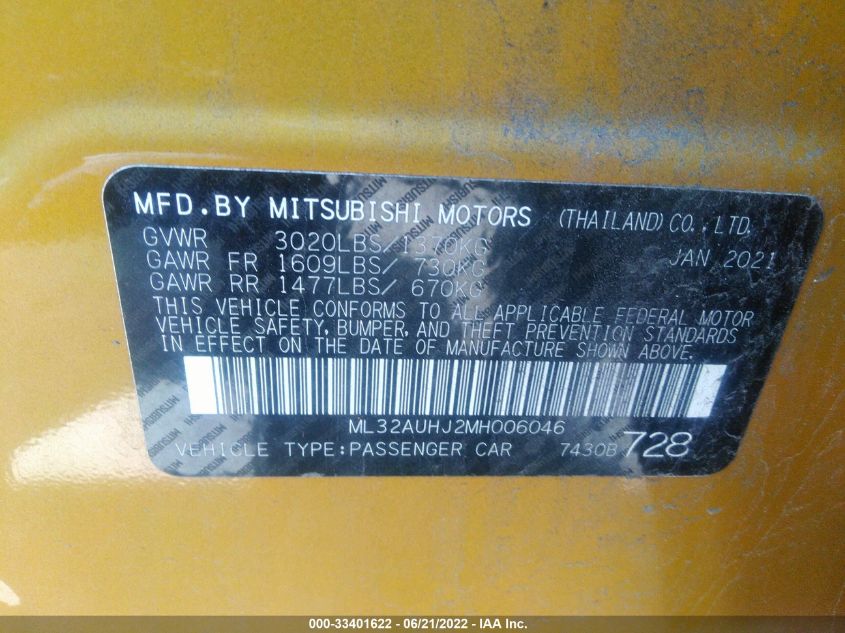 MFD.BY MITSUBISHI MOTORS (THAILAND) CO.,LTD.
GVWR 3020LBS/1370KG JAN 2021
GAWR FR 1609LBS/ 730KG
GAWR RR 1477LBS/ 670KG
THIS VEHICLE CONFORMS TO ALL APPLICABLE FEDERAL MOTOR
VEHICLE SAFETY, BUMPER, AND THEFT PREVENTION STANDARDS
IN EFFECT ON THE DATE OF MANUFACTURE SHOWN ABOVE.
ML32AUHJ2MH006046
VEHICLE TYPE:PASSENGER CAR 7430B 728
000-33401622 - 06/21/2022 - IAA Inc.